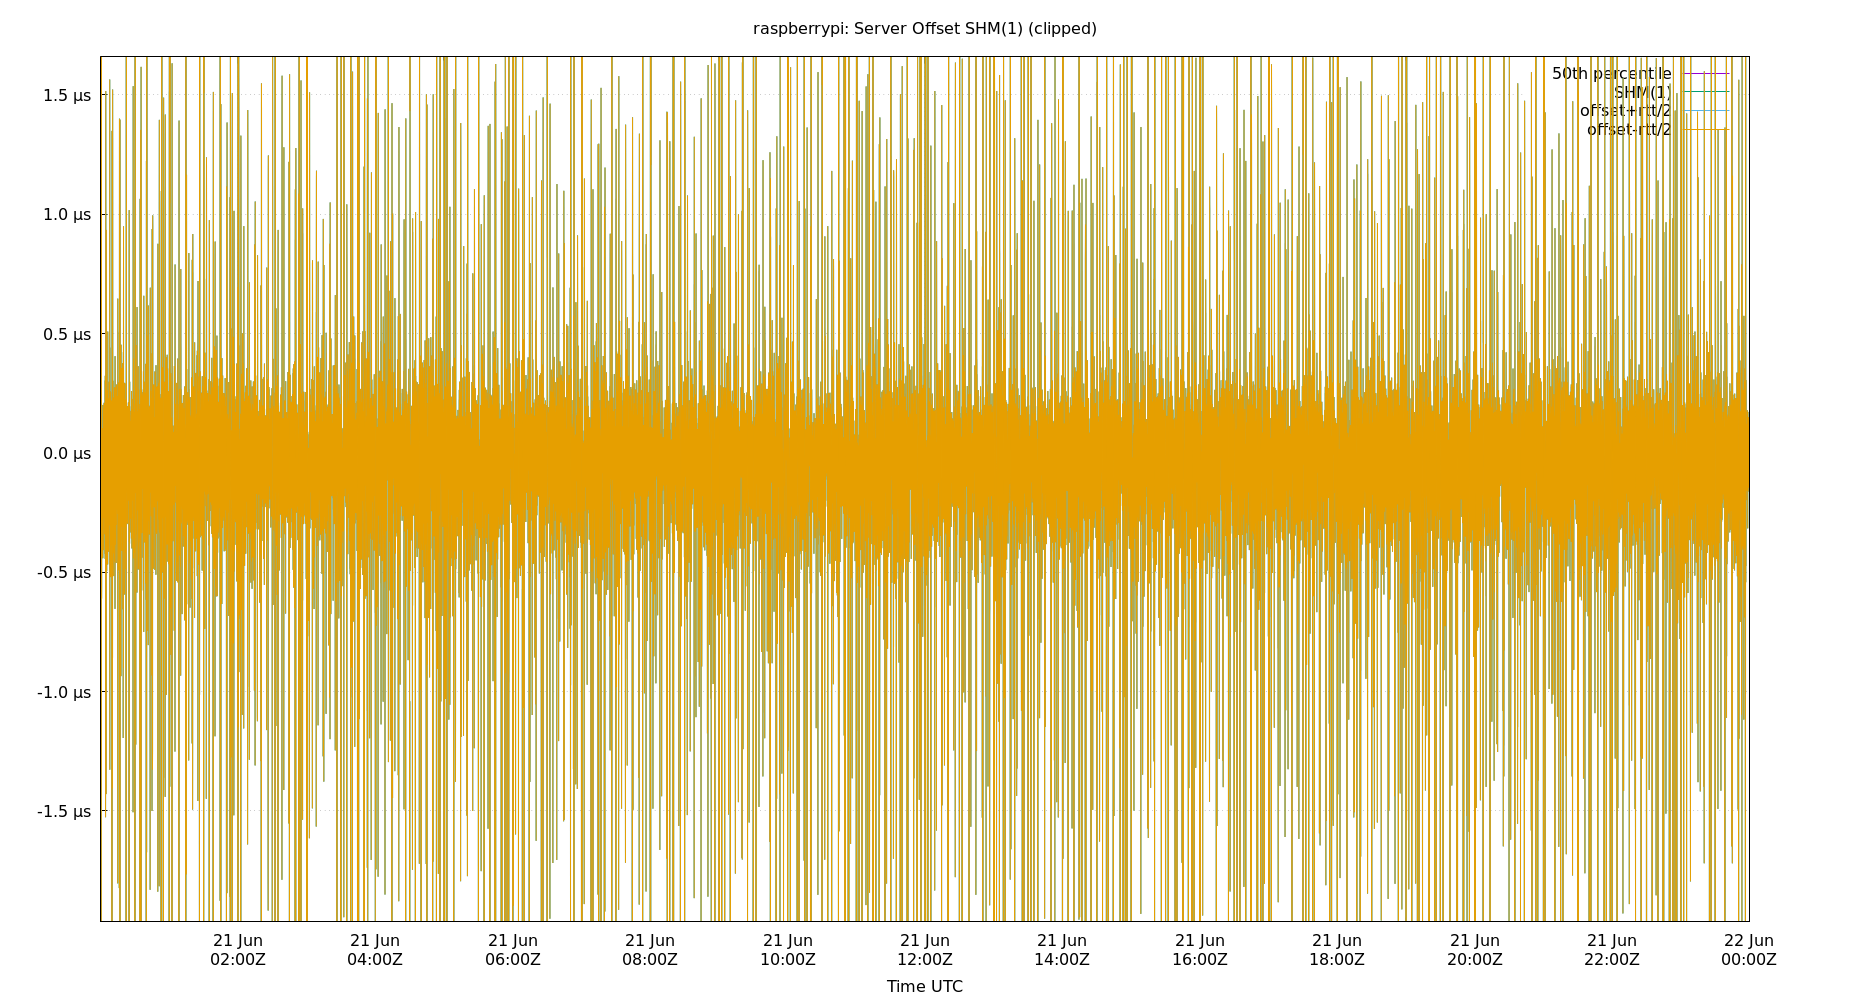 raspberrypi: Server Offset SHM(1) (clipped)
50th percentile
SHM(1)
offset+rtt/2
offset-rtt/2
1.5 µs
1.0 µs
0.5 µs
0.0 µs
-0.5 µs
-1.0 µs
-1.5 µs
21 Jun 21 Jun 21 Jun 21 Jun 21 Jun 21 Jun 21 Jun 21 Jun 21 Jun 21 Jun 21 Jun 22 Jun
02:00Z 04:00Z 06:00Z 08:00Z 10:00Z 12:00Z 14:00Z 16:00Z 18:00Z 20:00Z 22:00Z 00:00Z
Time UTC